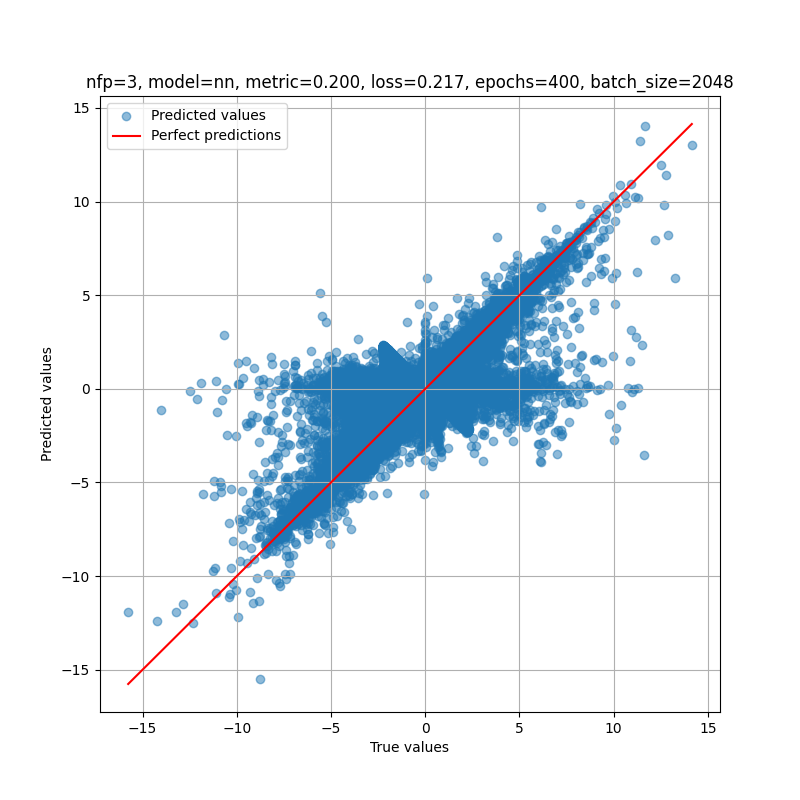 nfp=3, model=nn, metric=0.200, loss=0.217, epochs=400, batch_size=2048
Predicted values
Perfect predictions
15
10
5
0
−5
−10
−15
Predicted values
−15
−10
−5
0
5
10
15
True values